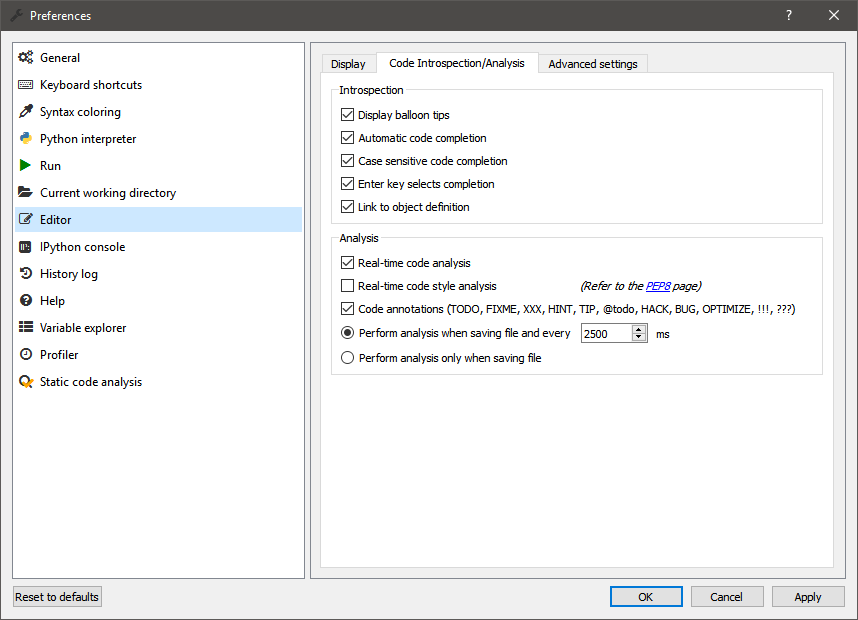 Preferences
?
General
Keyboard shortcuts
Syntax coloring
Python interpreter
Run
Current working directory
Editor
IPython console
History log
Help
Variable explorer
Profiler
Static code analysis
Display
Code Introspection/Analysis
Advanced settings
Introspection
Display balloon tips
Automatic code completion
Case sensitive code completion
Enter key selects completion
Link to object definition
Analysis
Real-time code analysis
Real-time code style analysis (Refer to the PEP8 page)
Code annotations (TODO, FIXME, XXX, HINT, TIP, @todo, HACK, BUG, OPTIMIZE, !!!, ???)
Perform analysis when saving file and every 2500 ms
Perform analysis only when saving file
Reset to defaults
OK
Cancel
Apply